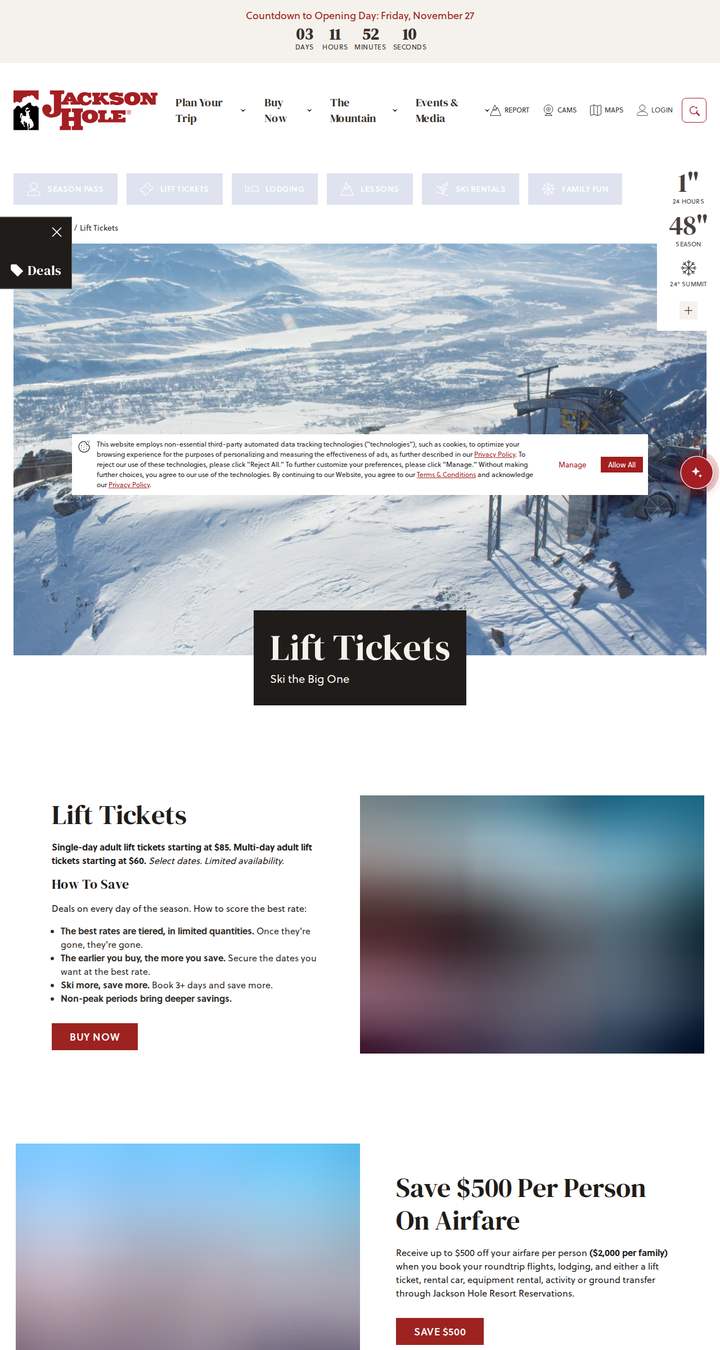 Countdown to Opening Day: Friday, November 27
03 11 52 10
DAYS HOURS MINUTES SECONDS
JACKSON HOLE
Plan Your Trip
Buy Now
The Mountain
Events & Media
REPORT
CAMS
MAPS
LOGIN
SEASON PASS
LIFT TICKETS
LODGING
LESSONS
SKI RENTALS
FAMILY FUN
1"
24 HOURS
48"
SEASON
24° SUMMIT
+
/ Lift Tickets
Deals
This website employs non-essential third-party automated data tracking technologies ("technologies"), such as cookies, to optimize your
browsing experience for the purposes of personalizing and measuring the effectiveness of ads, as further described in our Privacy Policy. To
reject our use of these technologies, please click "Reject All." To further customize your preferences, please click "Manage." Without making
further choices, you agree to our use of the technologies. By continuing to our Website, you agree to our Terms & Conditions and acknowledge
our Privacy Policy.
Manage
Allow All
Lift Tickets
Ski the Big One
Lift Tickets
Single-day adult lift tickets starting at $85. Multi-day adult lift
tickets starting at $60. Select dates. Limited availability.
How To Save
Deals on every day of the season. How to score the best rate:
• The best rates are tiered, in limited quantities. Once they're
gone, they're gone.
• The earlier you buy, the more you save. Secure the dates you
want at the best rate.
• Ski more, save more. Book 3+ days and save more.
• Non-peak periods bring deeper savings.
BUY NOW
Save $500 Per Person
On Airfare
Receive up to $500 off your airfare per person ($2,000 per family)
when you book your roundtrip flights, lodging, and either a lift
ticket, rental car, equipment rental, activity or ground transfer
through Jackson Hole Resort Reservations.
SAVE $500